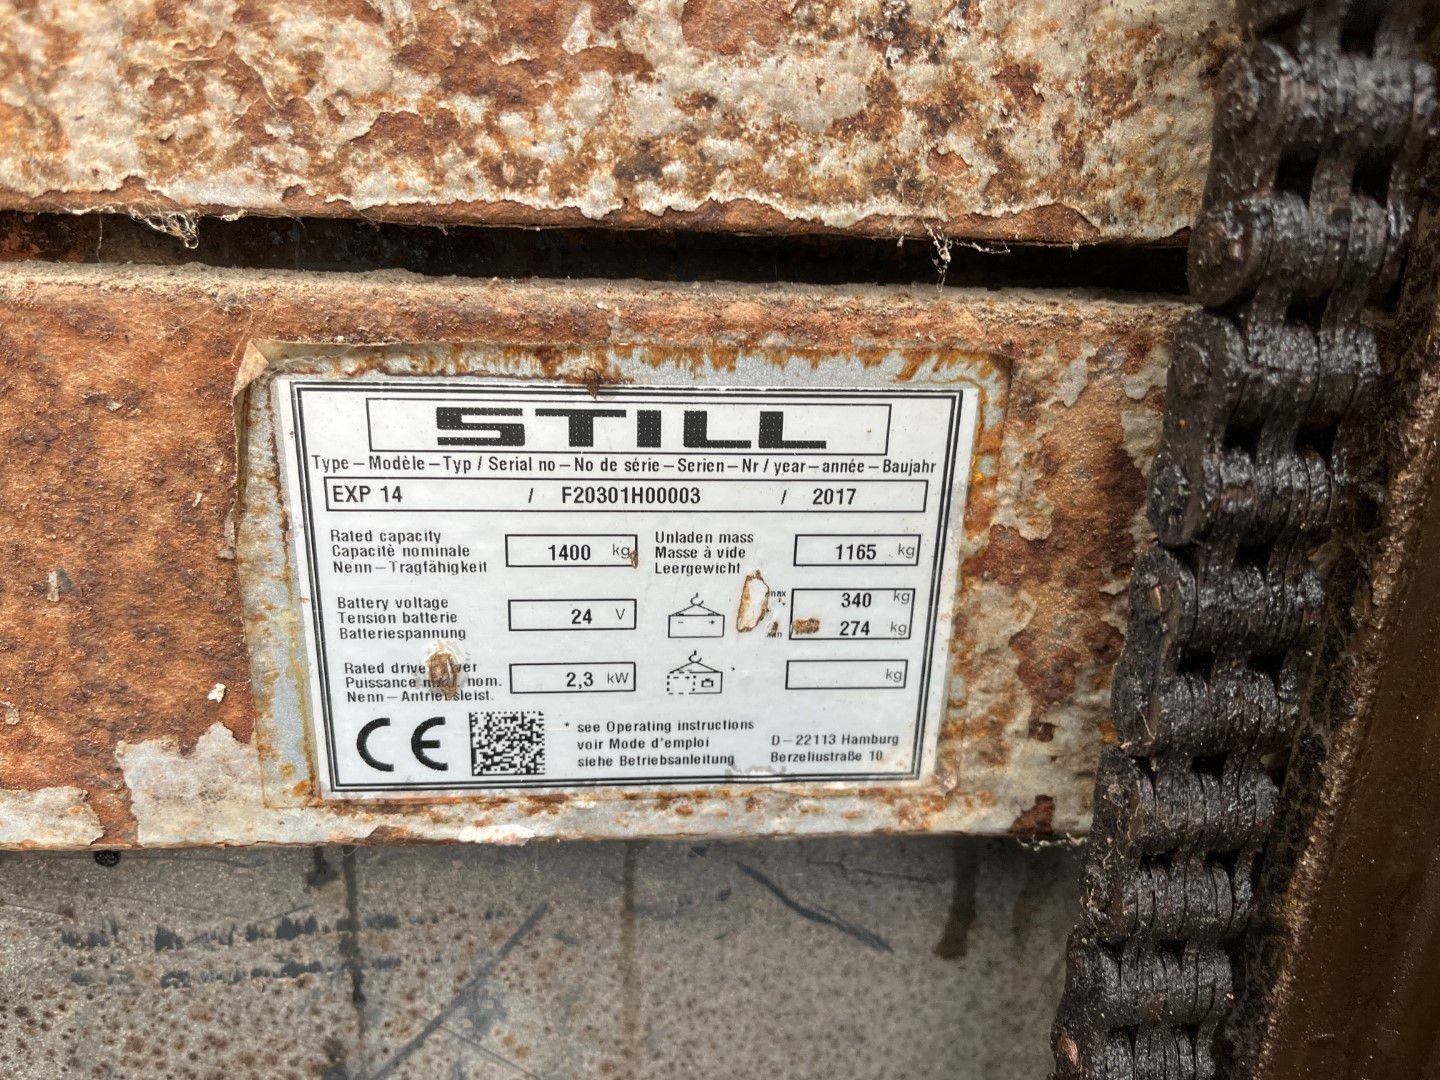 STILL
Type – Modèle – Typ / Serial no – No de série – Serien – Nr / year – année – Baujahr
EXP 14 / F20301H00003 / 2017
Rated capacity
Capacitè nominale
Nenn – Tragfähigkeit
1400 kg
Unladen mass
Masse à vide
Leergewicht
1165 kg
Battery voltage
Tension batterie
Batteriespannung
24 V
- +
max
340 kg
274 kg
Rated drive
Puissance nom.
Nenn – Antriebsleist.
2,3 kW
kg
CE
* see Operating instructions
voir Mode d'emploi
siehe Betriebsanleitung
D – 22113 Hamburg
Berzeliustraße 10